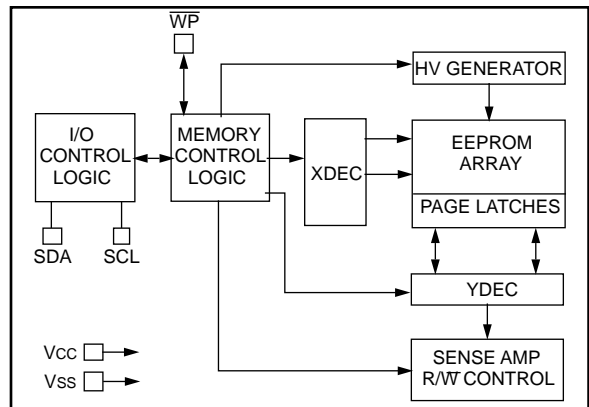 WP
HV GENERATOR
I/O
CONTROL
LOGIC
MEMORY
CONTROL
LOGIC
XDEC
EEPROM
ARRAY
PAGE LATCHES
SDA
SCL
YDEC
VCC
VSS
SENSE AMP
R/W CONTROL